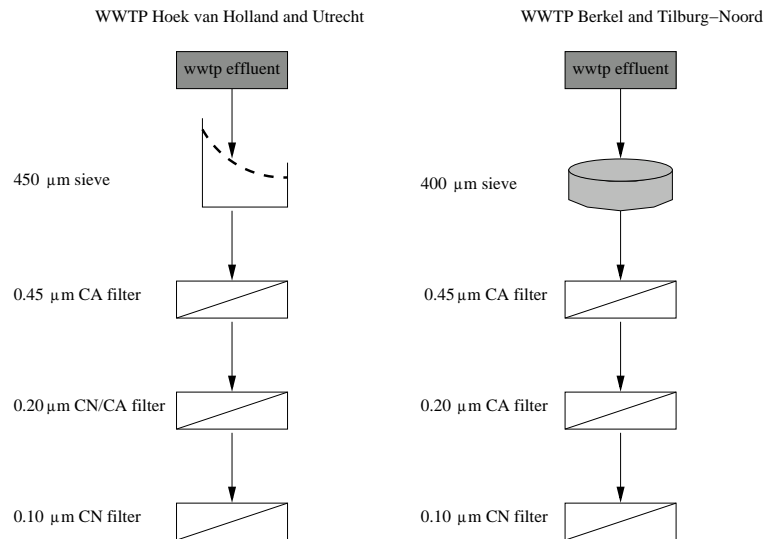 WWTP Hoek van Holland and Utrecht
wwtp effluent
450 µm sieve
0.45 µm CA filter
0.20 µm CN/CA filter
0.10 µm CN filter
WWTP Berkel and Tilburg–Noord
wwtp effluent
400 µm sieve
0.45 µm CA filter
0.20 µm CA filter
0.10 µm CN filter